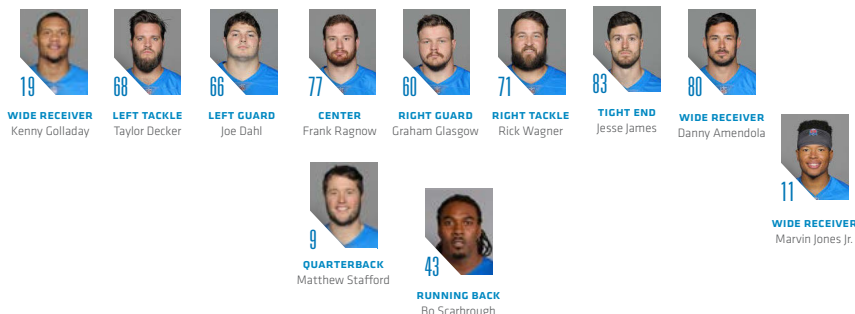 19
WIDE RECEIVER
Kenny Golladay
68
LEFT TACKLE
Taylor Decker
66
LEFT GUARD
Joe Dahl
77
CENTER
Frank Ragnow
60
RIGHT GUARD
Graham Glasgow
71
RIGHT TACKLE
Rick Wagner
83
TIGHT END
Jesse James
80
WIDE RECEIVER
Danny Amendola
11
WIDE RECEIVER
Marvin Jones Jr.
9
QUARTERBACK
Matthew Stafford
43
RUNNING BACK
Bo Scarbrough